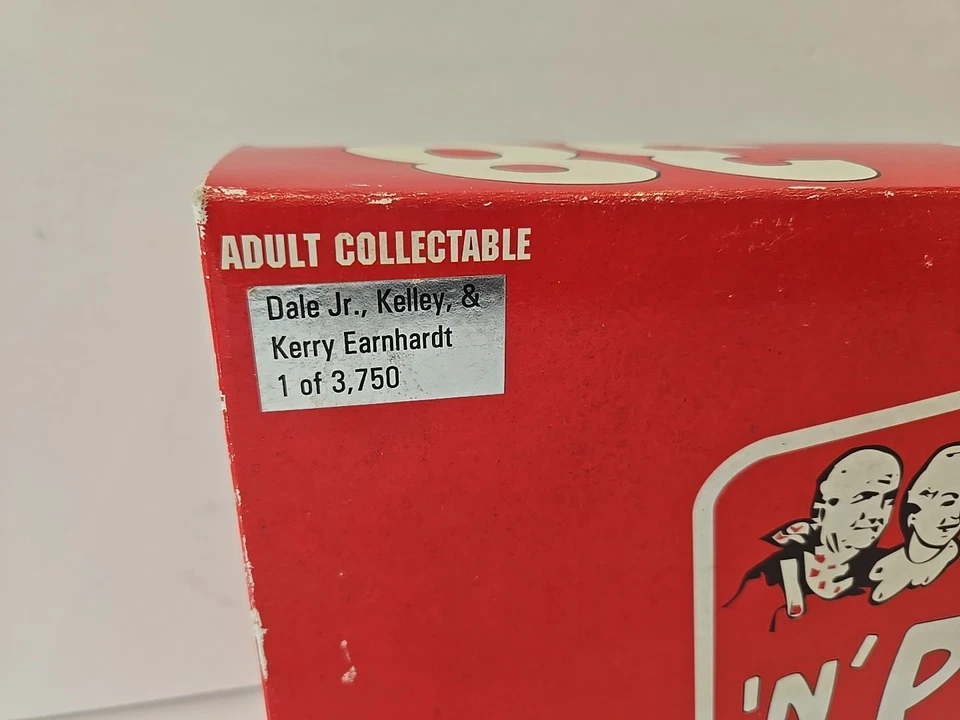 ADULT COLLECTABLE
Dale Jr., Kelley, &
Kerry Earnhardt
1 of 3,750
'N' P